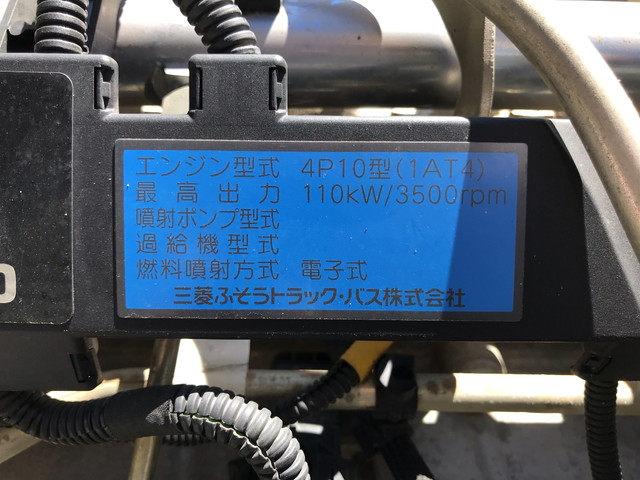 エンジン型式 4P10型(1AT4)
最高出力 110kW/3500rpm
噴射ポンプ型式
過給機型式
燃料噴射方式 電子式
三菱ふそうトラック・バス株式会社